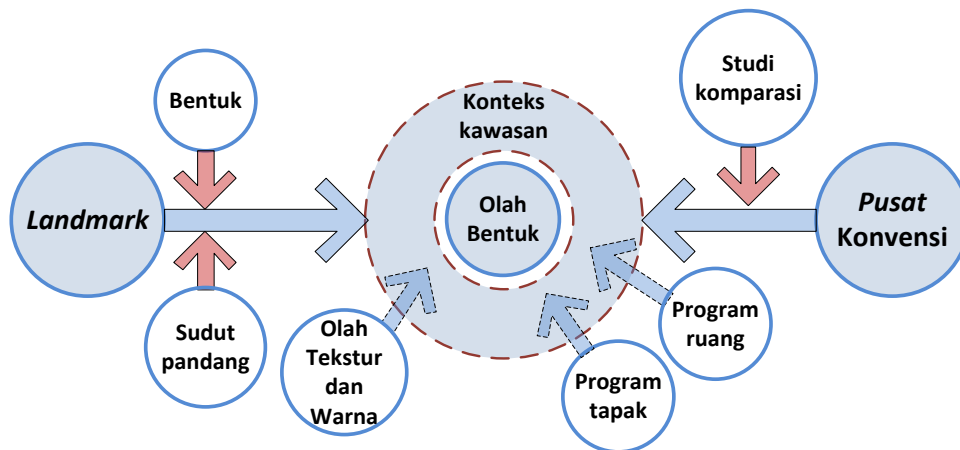 Bentuk
Landmark
Sudut
pandang
Konteks
kawasan
Olah
Bentuk
Olah
Tekstur
dan
Warna
Studi
komparasi
Pusat
Konvensi
Program
ruang
Program
tapak